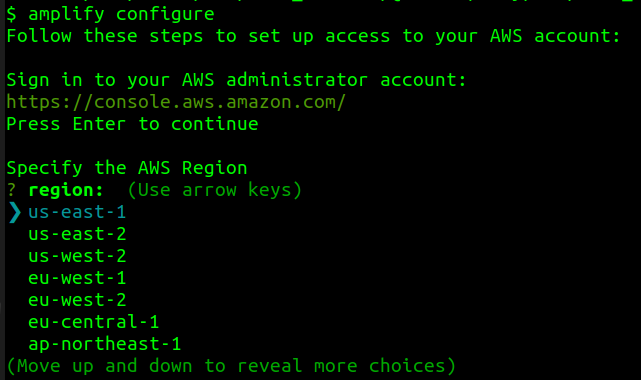 $ amplify configure
Follow these steps to set up access to your AWS account:
Sign in to your AWS administrator account:
https://console.aws.amazon.com/
Press Enter to continue
Specify the AWS Region
? region:  (Use arrow keys)
❯ us-east-1
us-east-2
us-west-2
eu-west-1
eu-west-2
eu-central-1
ap-northeast-1
(Move up and down to reveal more choices)